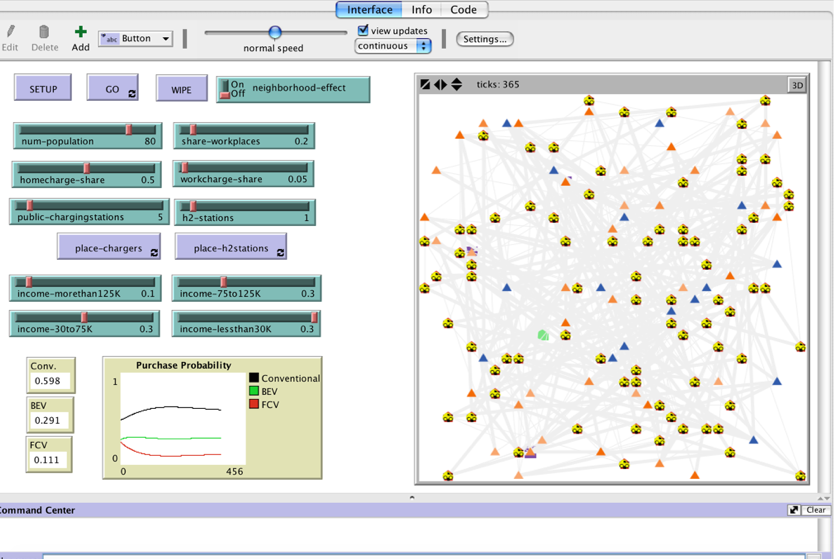 Interface Info Code
Edit Delete Add abc Button normal speed view updates continuous Settings...
SETUP GO WIPE On Off neighborhood-effect ticks: 365 3D
num-population 80 share-workplaces 0.2
homecharge-share 0.5 workcharge-share 0.05
public-chargingstations 5 h2-stations 1
place-chargers place-h2stations
income-morethan125K 0.1 income-75to125K 0.3
income-30to75K 0.3 income-lessthan30K 0.3
Conv.
0.598
BEV
0.291
FCV
0.111
Purchase Probability
1
0
0 456
Conventional
BEV
FCV
ommand Center Clear